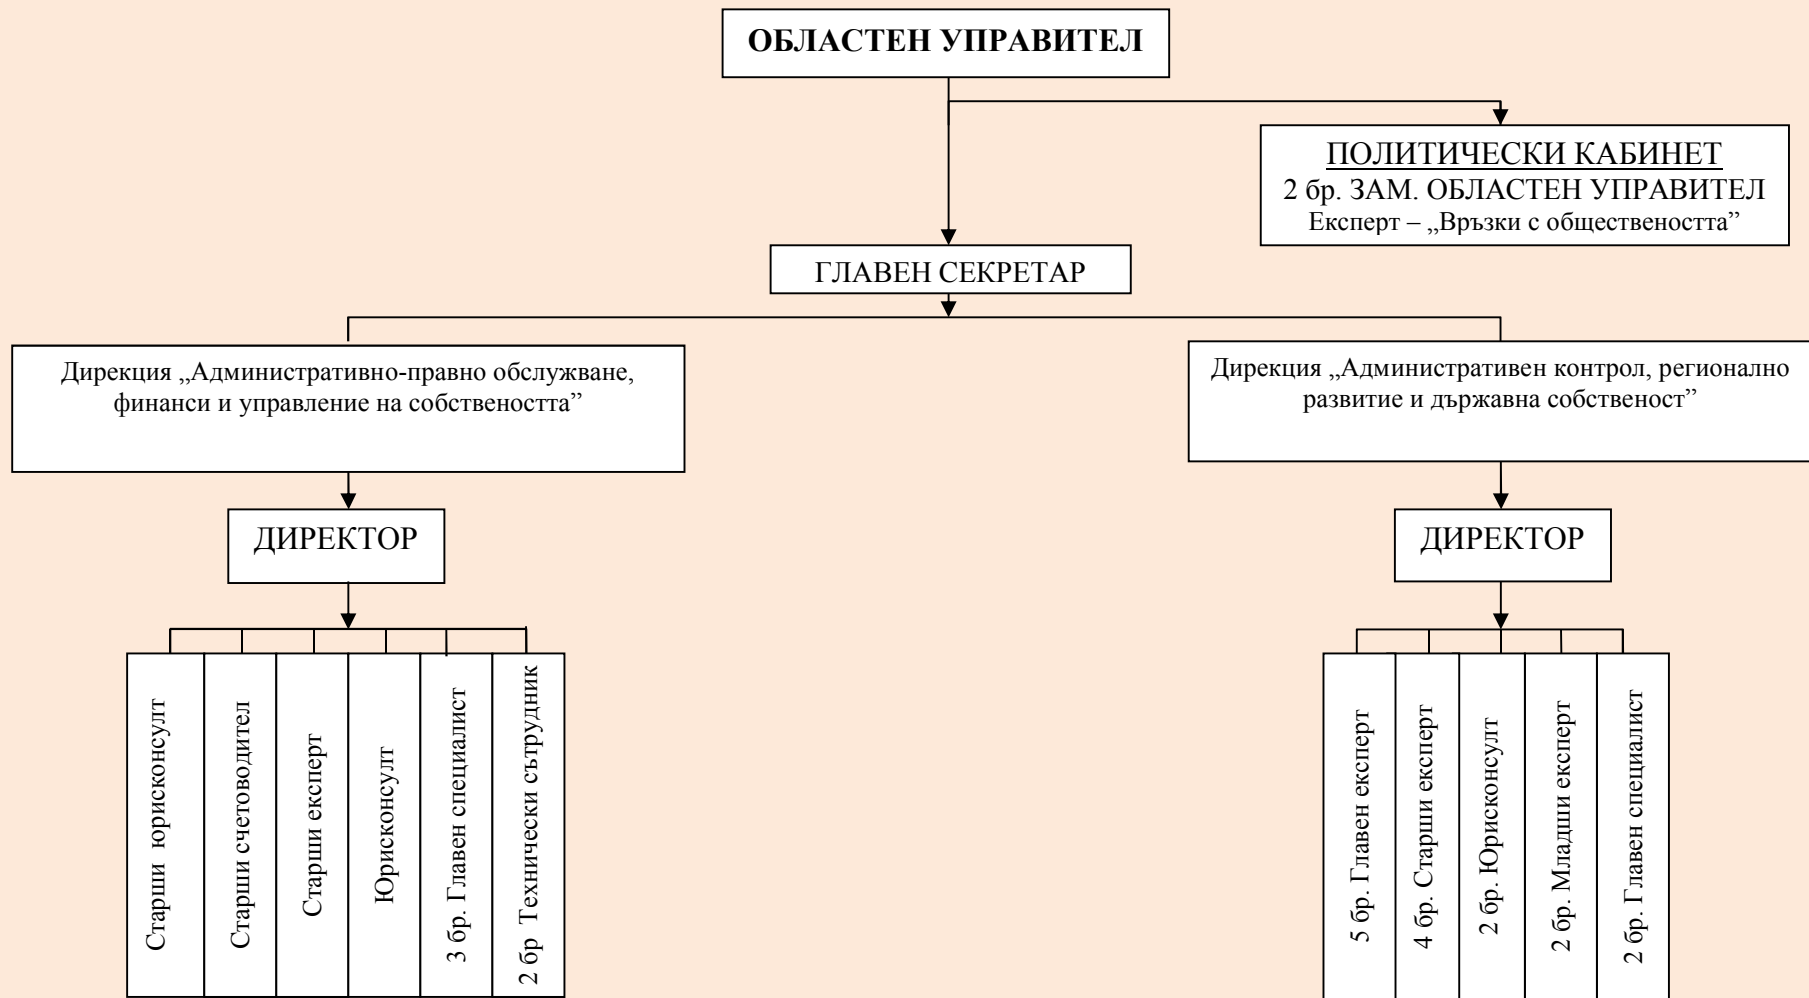 ОБЛАСТЕН УПРАВИТЕЛ
ПОЛИТИЧЕСКИ КАБИНЕТ
2 бр. ЗАМ. ОБЛАСТЕН УПРАВИТЕЛ
Експерт – „Връзки с обществеността”
ГЛАВЕН СЕКРЕТАР
Дирекция „Административно-правно обслужване,
финанси и управление на собствеността”
Дирекция „Административен контрол, регионално
развитие и държавна собственост”
ДИРЕКТОР
ДИРЕКТОР
Старши юрисконсулт
Старши счетоводител
Старши експерт
Юрисконсулт
3 бр. Главен специалист
2 бр Технически сътрудник
5 бр. Главен експерт
4 бр. Старши експерт
2 бр. Юрисконсулт
2 бр. Младши експерт
2 бр. Главен специалист